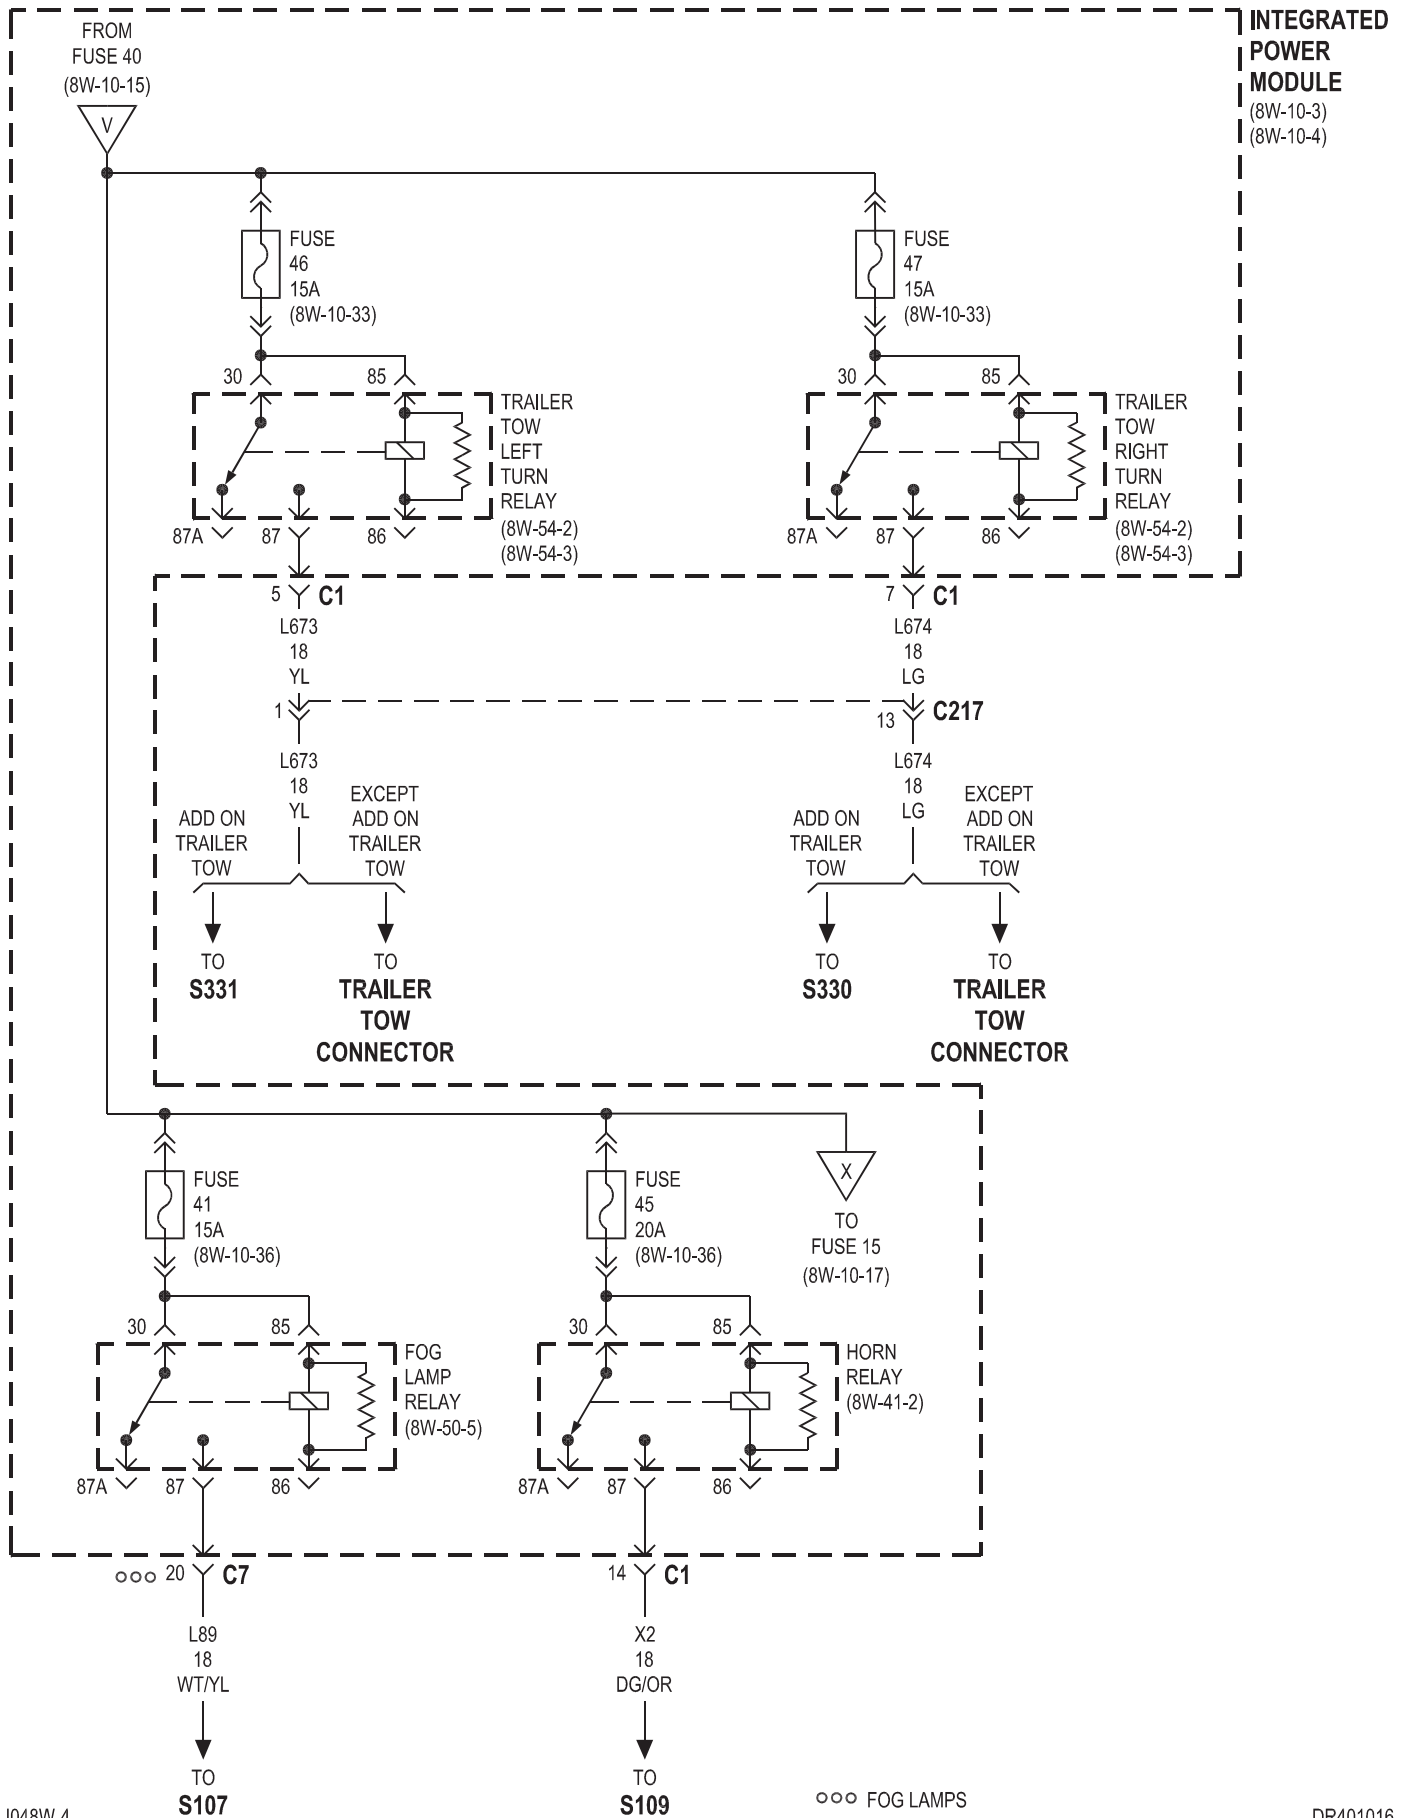 FROM
FUSE 40
(8W-10-15)
V
INTEGRATED
POWER
MODULE
(8W-10-3)
(8W-10-4)
FUSE
46
15A
(8W-10-33)
FUSE
47
15A
(8W-10-33)
30
85
TRAILER
TOW
LEFT
TURN
RELAY
(8W-54-2)
(8W-54-3)
87A
87
86
30
85
TRAILER
TOW
RIGHT
TURN
RELAY
(8W-54-2)
(8W-54-3)
87A
87
86
5
C1
L673
18
YL
7
C1
L674
18
LG
1
13
C217
L673
18
YL
L674
18
LG
ADD ON
TRAILER
TOW
EXCEPT
ADD ON
TRAILER
TOW
ADD ON
TRAILER
TOW
EXCEPT
ADD ON
TRAILER
TOW
TO
S331
TO
TRAILER
TOW
CONNECTOR
TO
S330
TO
TRAILER
TOW
CONNECTOR
FUSE
41
15A
(8W-10-36)
FUSE
45
20A
(8W-10-36)
X
TO
FUSE 15
(8W-10-17)
30
85
FOG
LAMP
RELAY
(8W-50-5)
87A
87
86
30
85
HORN
RELAY
(8W-41-2)
87A
87
86
20
C7
14
C1
L89
18
WT/YL
X2
18
DG/OR
TO
S107
TO
S109
FOG LAMPS
J048W-4
DR401016